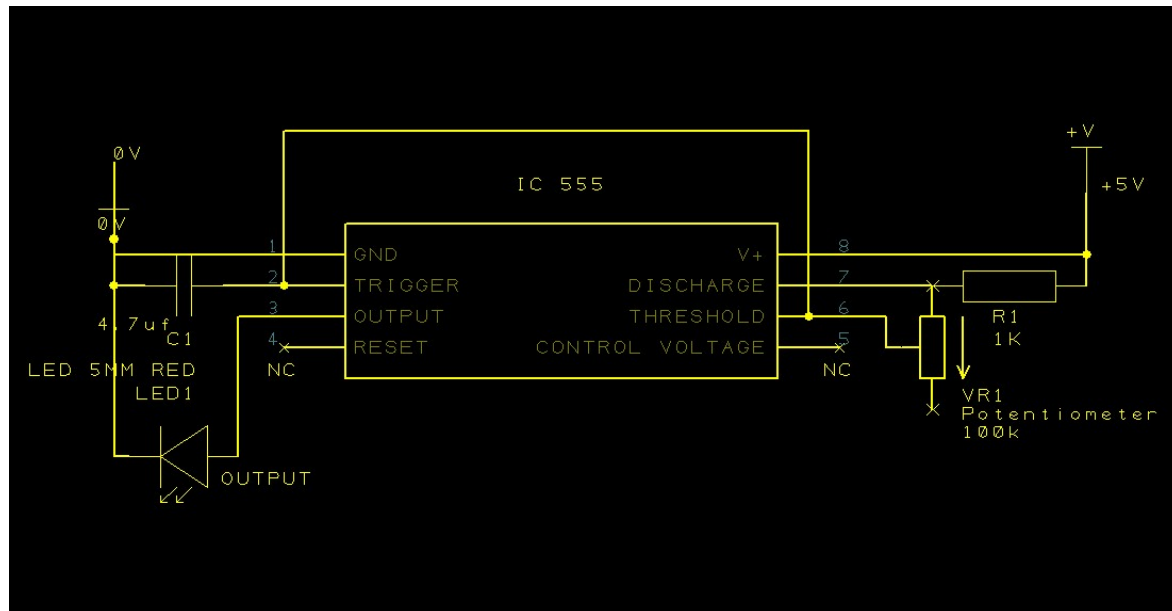 0V
0V
IC 555
+V
+5V
1
GND
2
TRIGGER
3
OUTPUT
4
RESET
NC
V+
8
DISCHARGE
7
THRESHOLD
6
CONTROL VOLTAGE
5
NC
4.7uf
C1
LED 5MM RED
LED1
OUTPUT
R1
1K
VR1
Potentiometer
100k